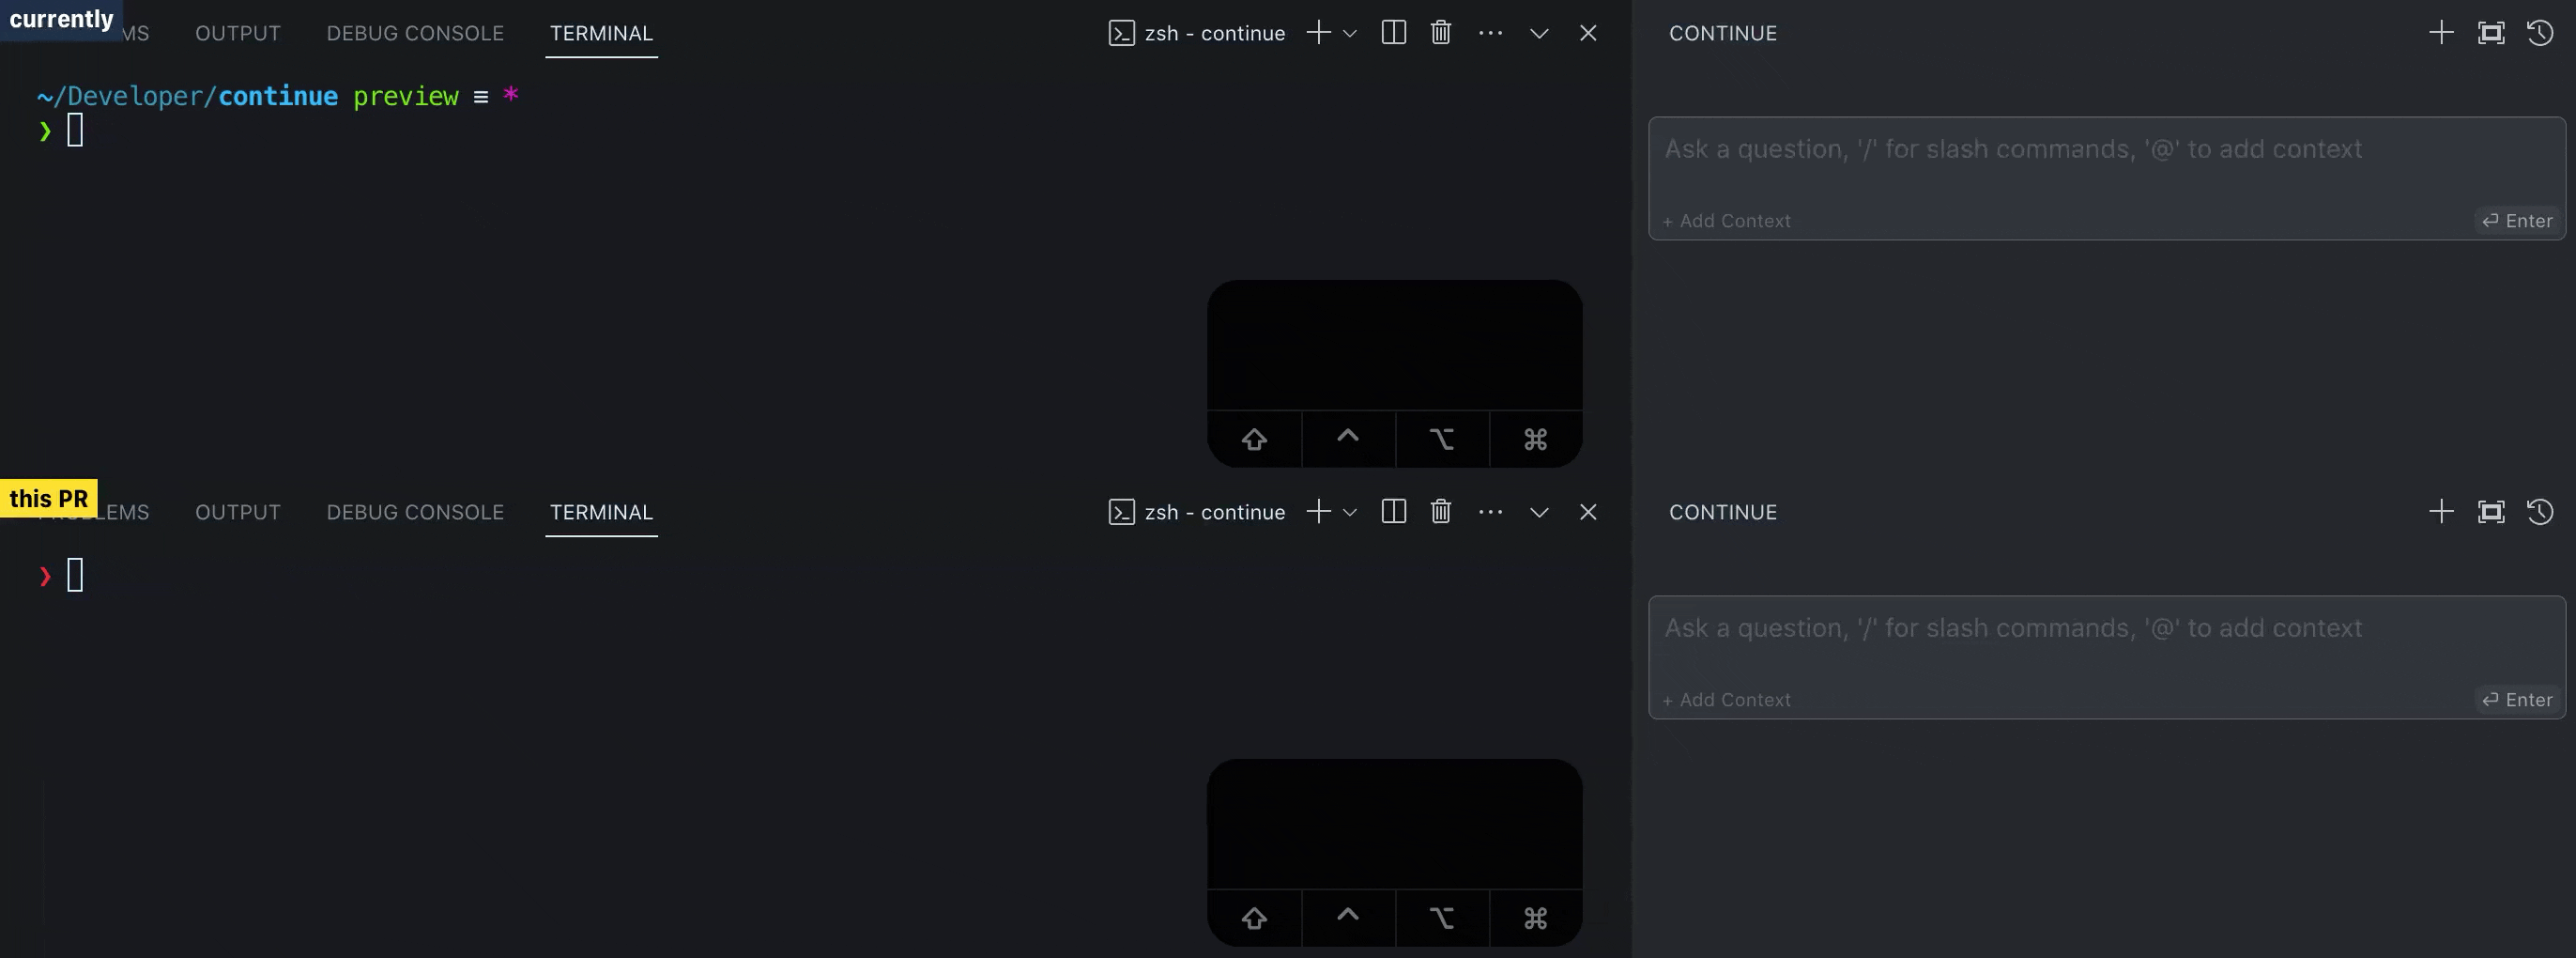 currently
MS OUTPUT DEBUG CONSOLE TERMINAL zsh - continue CONTINUE
~/Developer/continue preview ≡ *
❯
Ask a question, '/' for slash commands, '@' to add context
+ Add Context ⏎ Enter
⇧ ^ ⌥ ⌘
this PR
LEMS OUTPUT DEBUG CONSOLE TERMINAL zsh - continue CONTINUE
❯
Ask a question, '/' for slash commands, '@' to add context
+ Add Context ⏎ Enter
⇧ ^ ⌥ ⌘